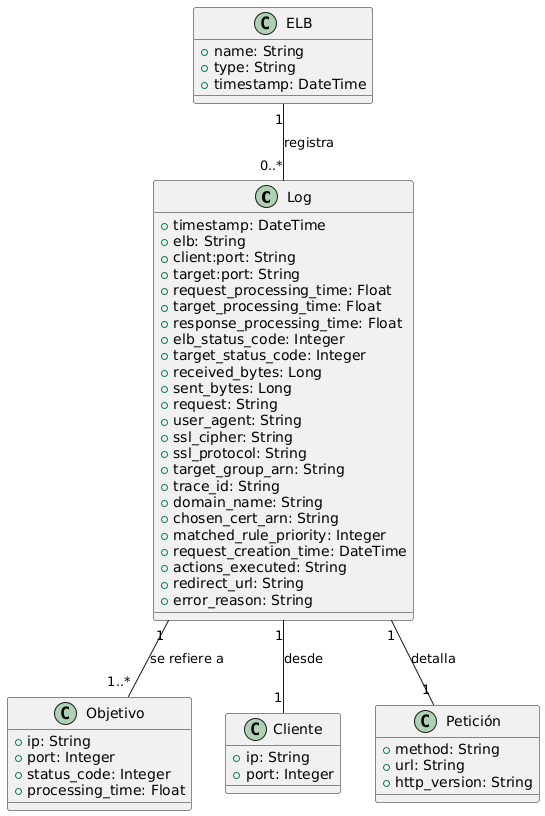 C ELB
name: String
type: String
timestamp: DateTime
1
registra
0..*
C Log
timestamp: DateTime
elb: String
client:port: String
target:port: String
request_processing_time: Float
target_processing_time: Float
response_processing_time: Float
elb_status_code: Integer
target_status_code: Integer
received_bytes: Long
sent_bytes: Long
request: String
user_agent: String
ssl_cipher: String
ssl_protocol: String
target_group_arn: String
trace_id: String
domain_name: String
chosen_cert_arn: String
matched_rule_priority: Integer
request_creation_time: DateTime
actions_executed: String
redirect_url: String
error_reason: String
1 1 1
se refiere a desde detalla
1..* 1 1
C Objetivo
ip: String
port: Integer
status_code: Integer
processing_time: Float
C Cliente
ip: String
port: Integer
C Petición
method: String
url: String
http_version: String